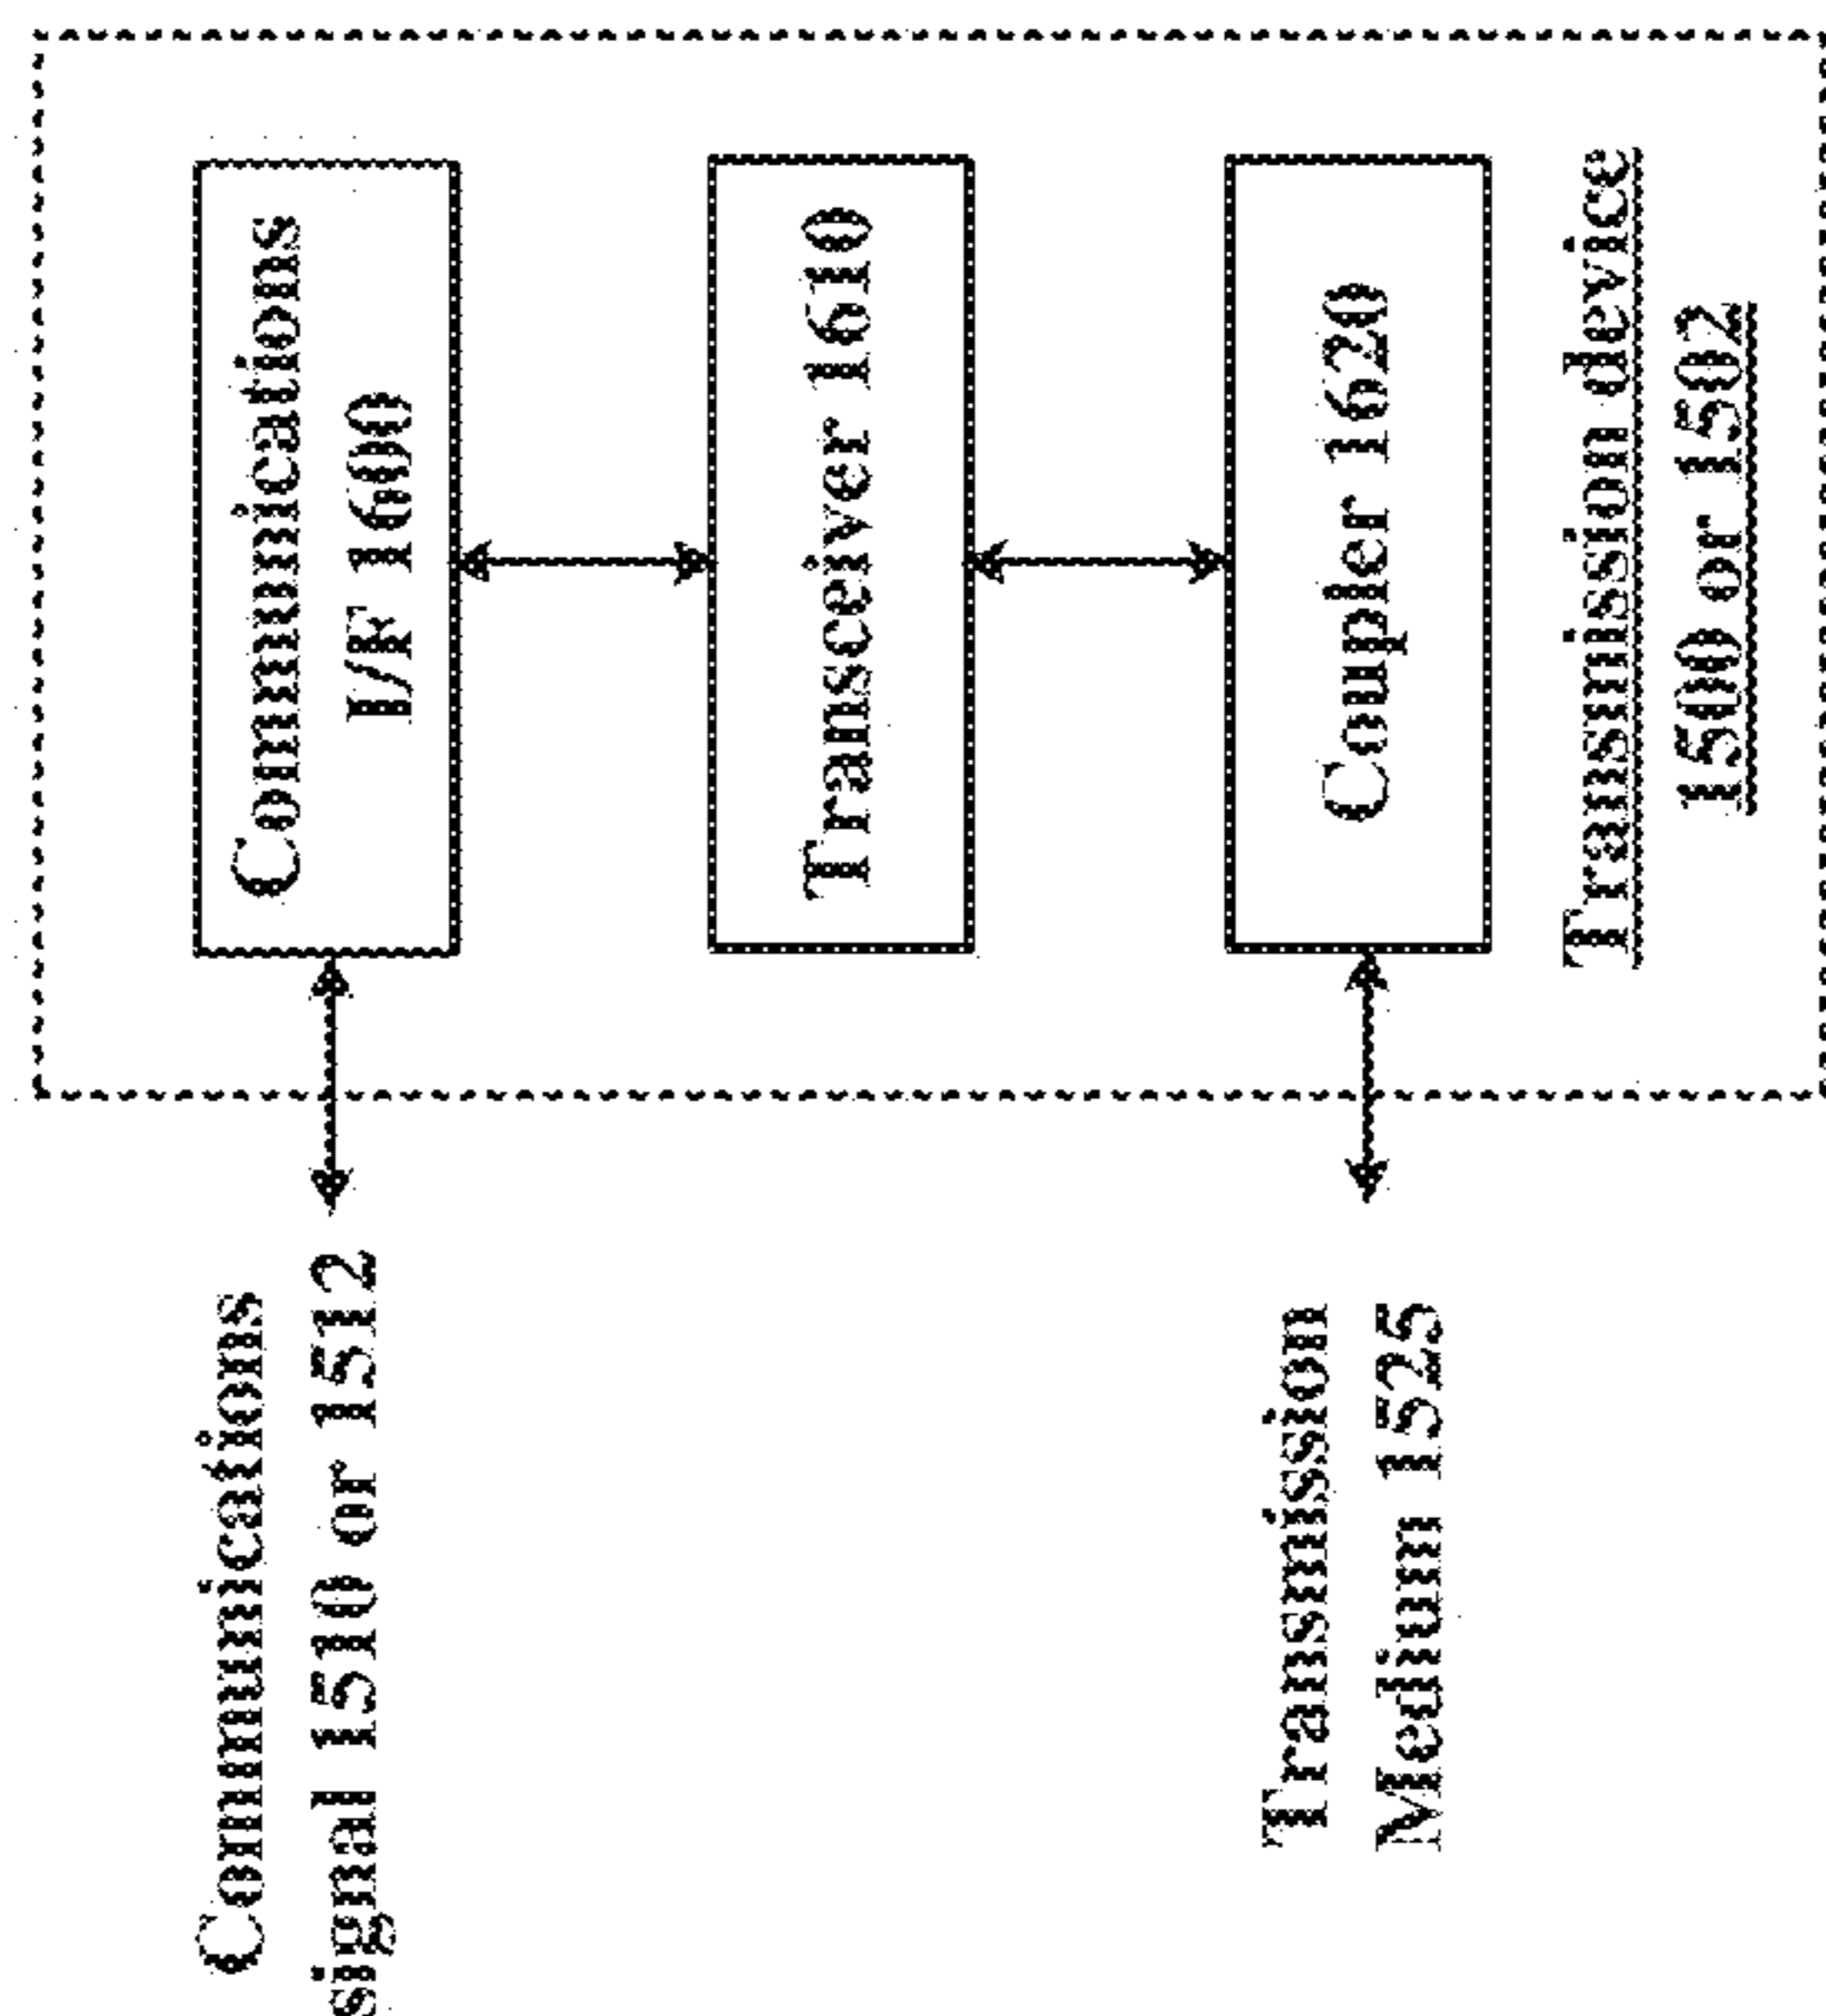 Communications
signal 1510 or 1512
Communications
I/F 1600
Transceiver 1610
Transmission
Medium 1525
Coupler 1620
Transmission device
1500 or 1502